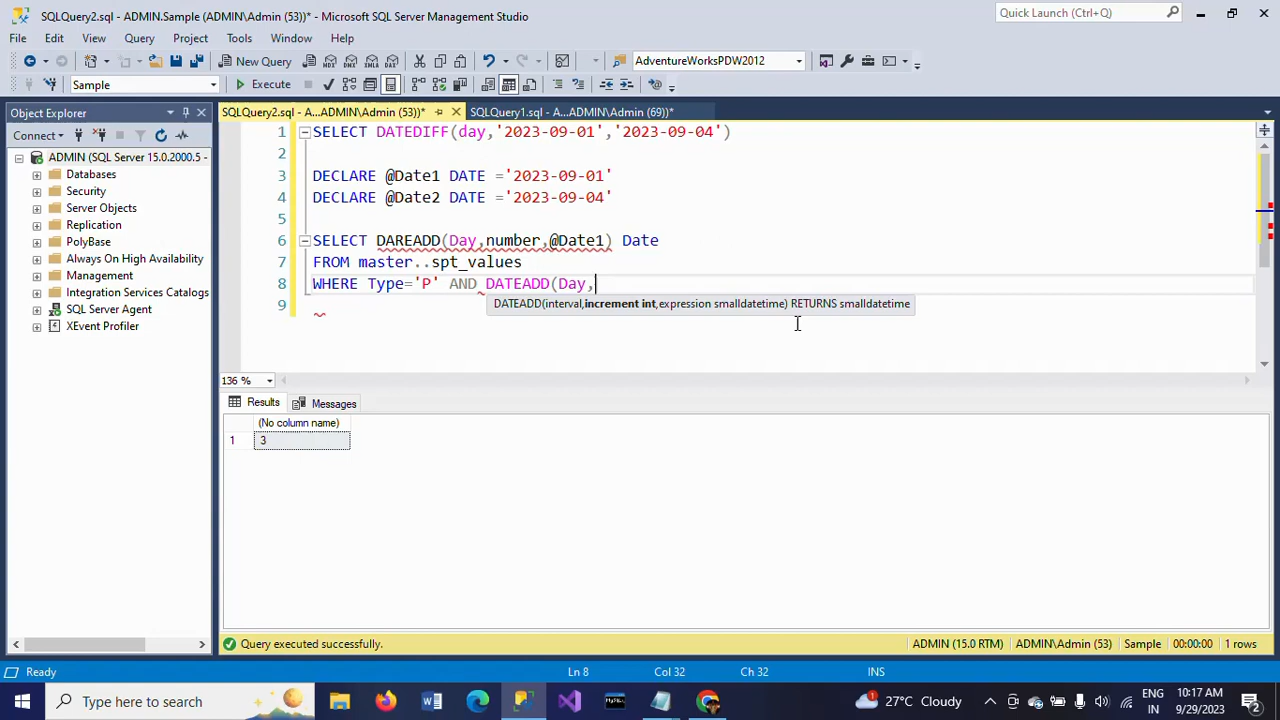 SQLQuery2.sql - ADMIN.Sample (ADMIN\Admin (53))* - Microsoft SQL Server Management Studio
Quick Launch (Ctrl+Q)
File Edit View Query Project Tools Window Help
New Query
MDX DMX XMLA DAX
AdventureWorksPDW2012
Sample
Execute
Object Explorer
SQLQuery2.sql - A...ADMIN\Admin (53))*
SQLQuery1.sql - A...ADMIN\Admin (69))*
Connect
ADMIN (SQL Server 15.0.2000.5 -
Databases
Security
Server Objects
Replication
PolyBase
Always On High Availability
Management
Integration Services Catalogs
SQL Server Agent
XEvent Profiler
1 SELECT DATEDIFF(day,'2023-09-01','2023-09-04')
2
3 DECLARE @Date1 DATE ='2023-09-01'
4 DECLARE @Date2 DATE ='2023-09-04'
5
6 SELECT DAREADD(Day,number,@Date1) Date
7 FROM master..spt_values
8 WHERE Type='P' AND DATEADD(Day,
9
DATEADD(interval,increment int,expression smalldatetime) RETURNS smalldatetime
136 %
Results Messages
(No column name)
1 3
Query executed successfully.
ADMIN (15.0 RTM) ADMIN\Admin (53) Sample 00:00:00 1 rows
Ready Ln 8 Col 32 Ch 32 INS
Type here to search
MySQL
27°C Cloudy
ENG
IN
10:17 AM
9/29/2023
2